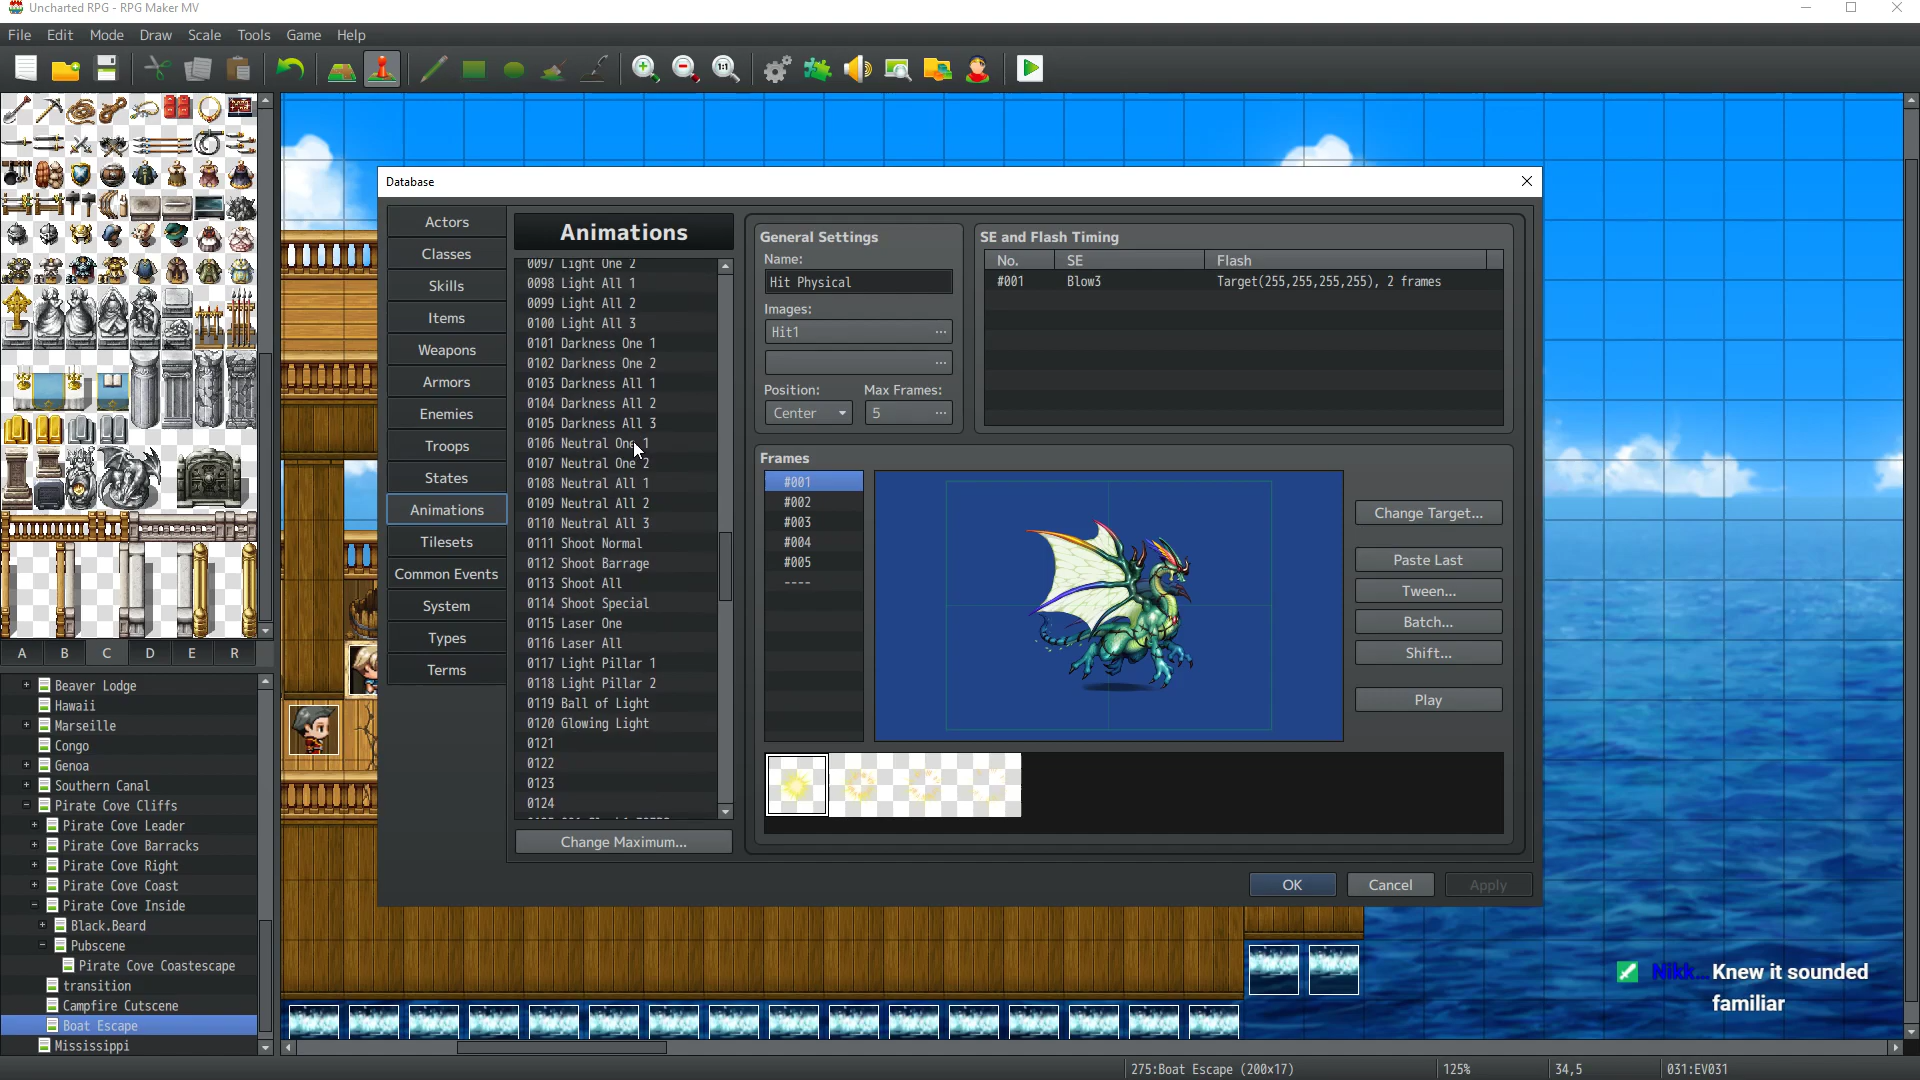 Uncharted RPG - RPG Maker MV
File Edit Mode Draw Scale Tools Game Help
1:1
Database
Actors
Classes
Skills
Items
Weapons
Armors
Enemies
Troops
States
Animations
Tilesets
Common Events
System
Types
Terms
Animations
0097 Light One 2
0098 Light All 1
0099 Light All 2
0100 Light All 3
0101 Darkness One 1
0102 Darkness One 2
0103 Darkness All 1
0104 Darkness All 2
0105 Darkness All 3
0106 Neutral One 1
0107 Neutral One 2
0108 Neutral All 1
0109 Neutral All 2
0110 Neutral All 3
0111 Shoot Normal
0112 Shoot Barrage
0113 Shoot All
0114 Shoot Special
0115 Laser One
0116 Laser All
0117 Light Pillar 1
0118 Light Pillar 2
0119 Ball of Light
0120 Glowing Light
0121
0122
0123
0124
Change Maximum...
General Settings
Name:
Hit Physical
Images:
Hit1 ...
...
Position: Max Frames:
Center 5 ...
SE and Flash Timing
No. SE Flash
#001 Blow3 Target(255,255,255,255), 2 frames
Frames
#001
#002
#003
#004
#005
----
Change Target...
Paste Last
Tween...
Batch...
Shift...
Play
OK Cancel Apply
A B C D E R
Beaver Lodge
Hawaii
Marseille
Congo
Genoa
Southern Canal
Pirate Cove Cliffs
Pirate Cove Leader
Pirate Cove Barracks
Pirate Cove Right
Pirate Cove Coast
Pirate Cove Inside
Black.Beard
Pubscene
Pirate Cove Coastescape
transition
Campfire Cutscene
Boat Escape
Mississippi
Nikk... Knew it sounded
familiar
275:Boat Escape (200×17) 125% 34,5 031:EV031